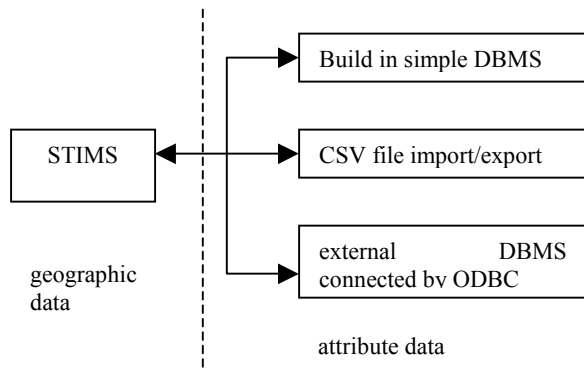 Build in simple DBMS
STIMS
CSV file import/export
external DBMS
connected by ODBC
geographic
data
attribute data